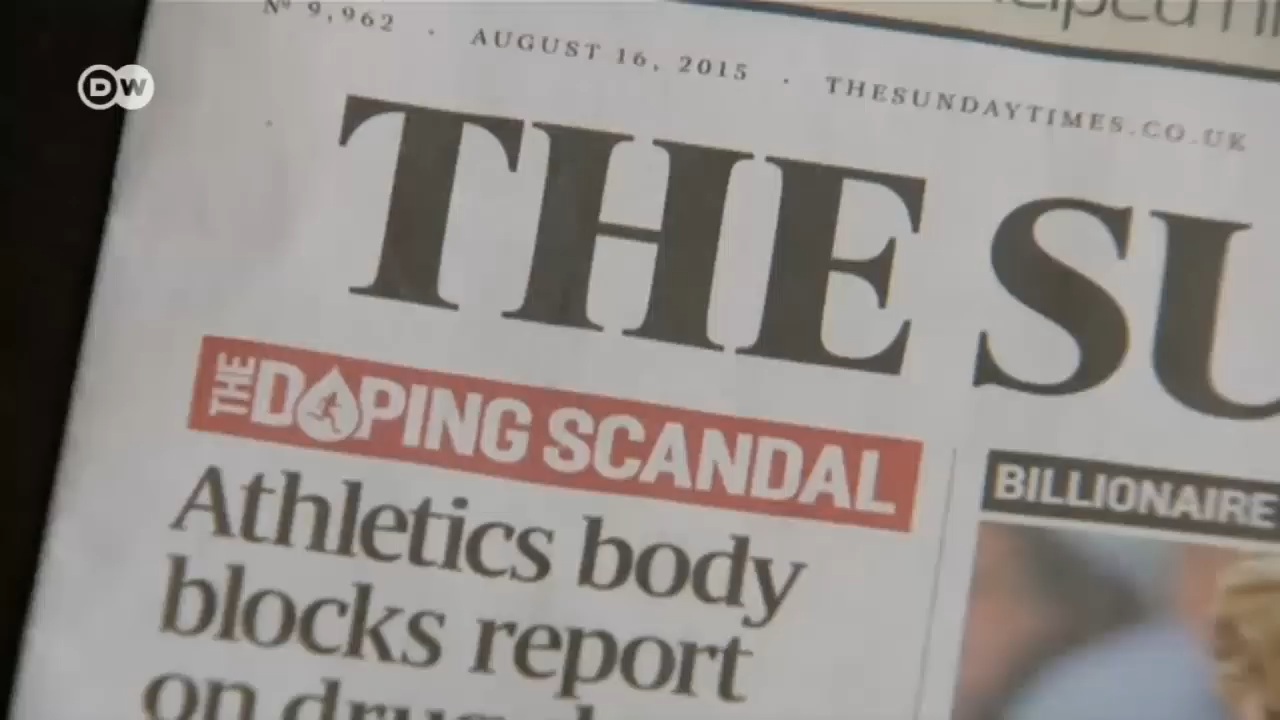 Nº 9,962 · AUGUST 16, 2015 · THESUNDAYTIMES.CO.UK
DW
THE SU
THE DOPING SCANDAL
BILLIONAIRE
Athletics body
blocks report
on